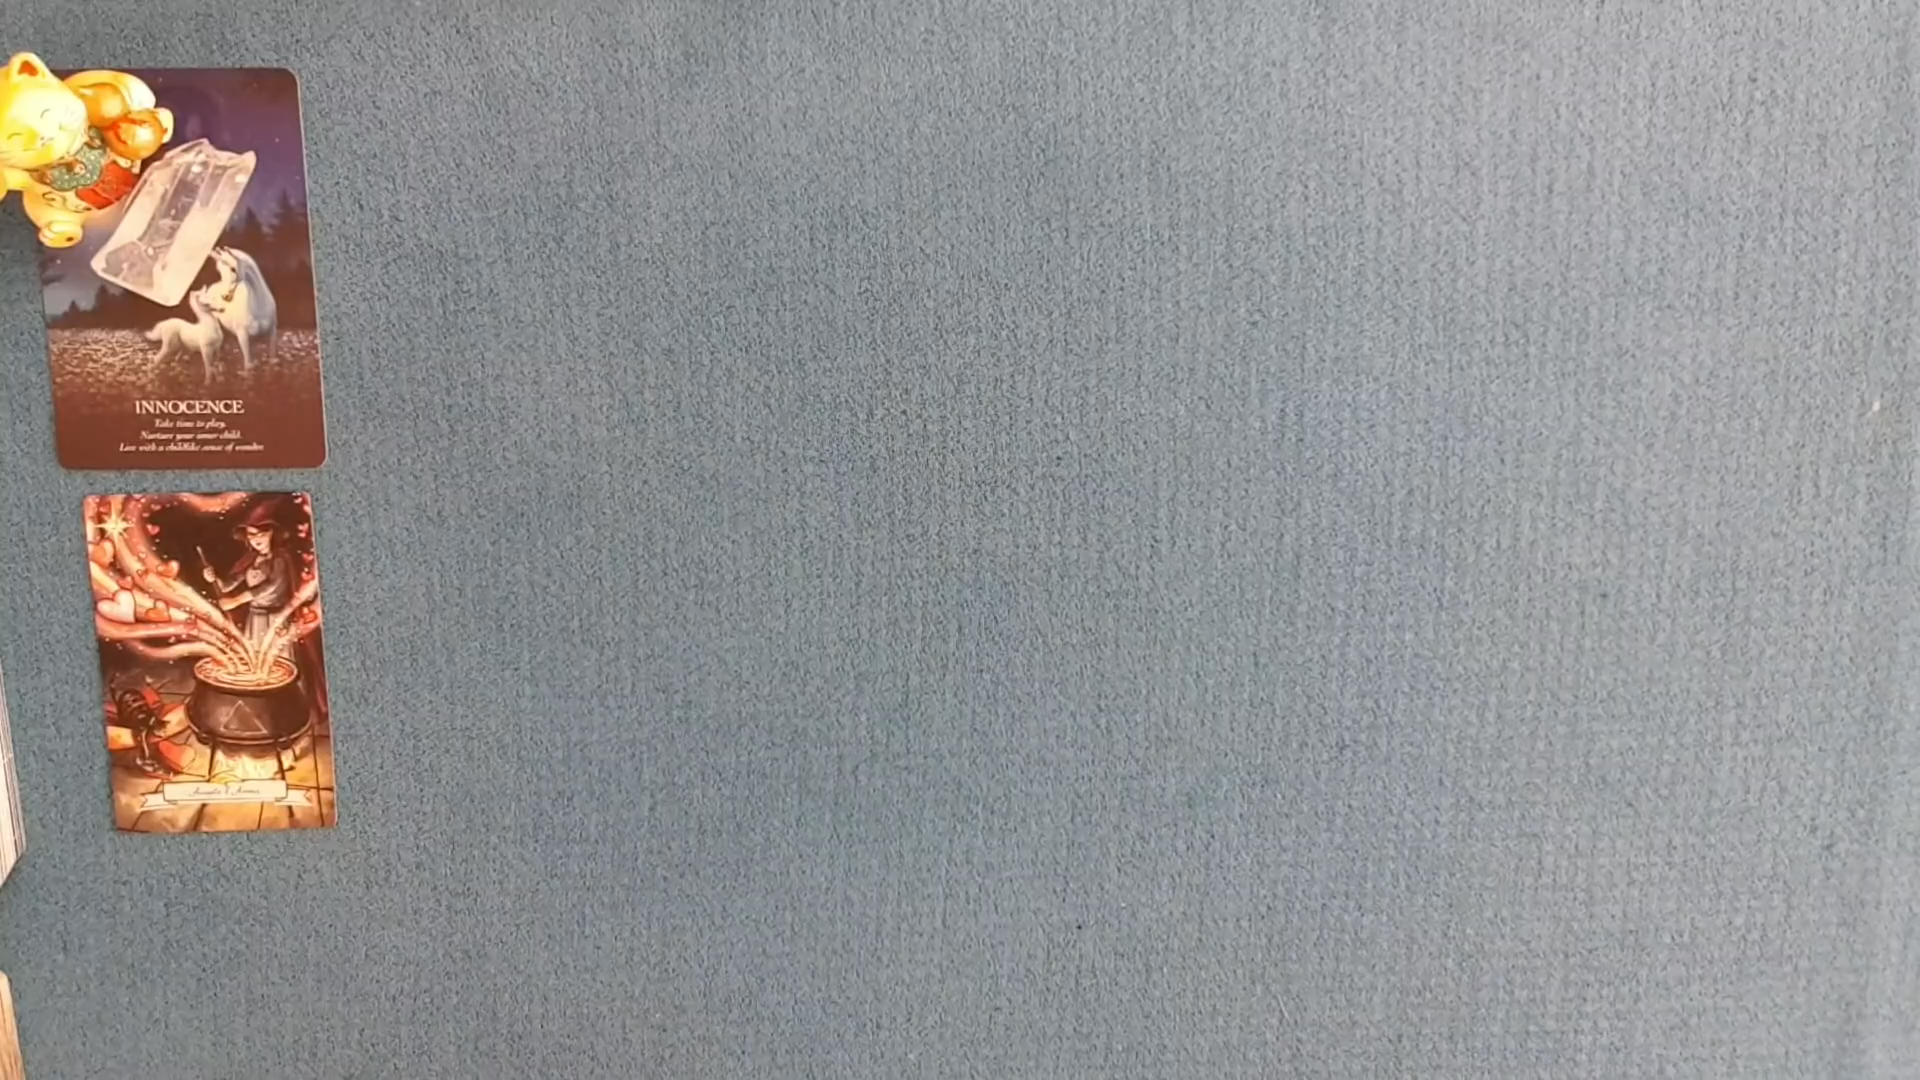 INNOCENCE
Take time to play.
Nurture your inner child.
Live with a childlike sense of wonder.